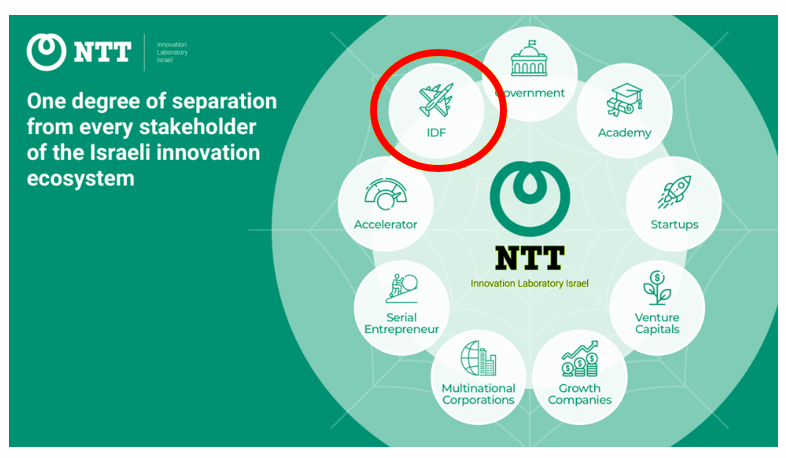 NTT
Innovation
Laboratory
Israel
One degree of separation
from every stakeholder
of the Israeli innovation
ecosystem
Government
IDF
Academy
Accelerator
Startups
NTT
Innovation Laboratory Israel
Serial
Entrepreneur
Venture
Capitals
Multinational
Corporations
Growth
Companies